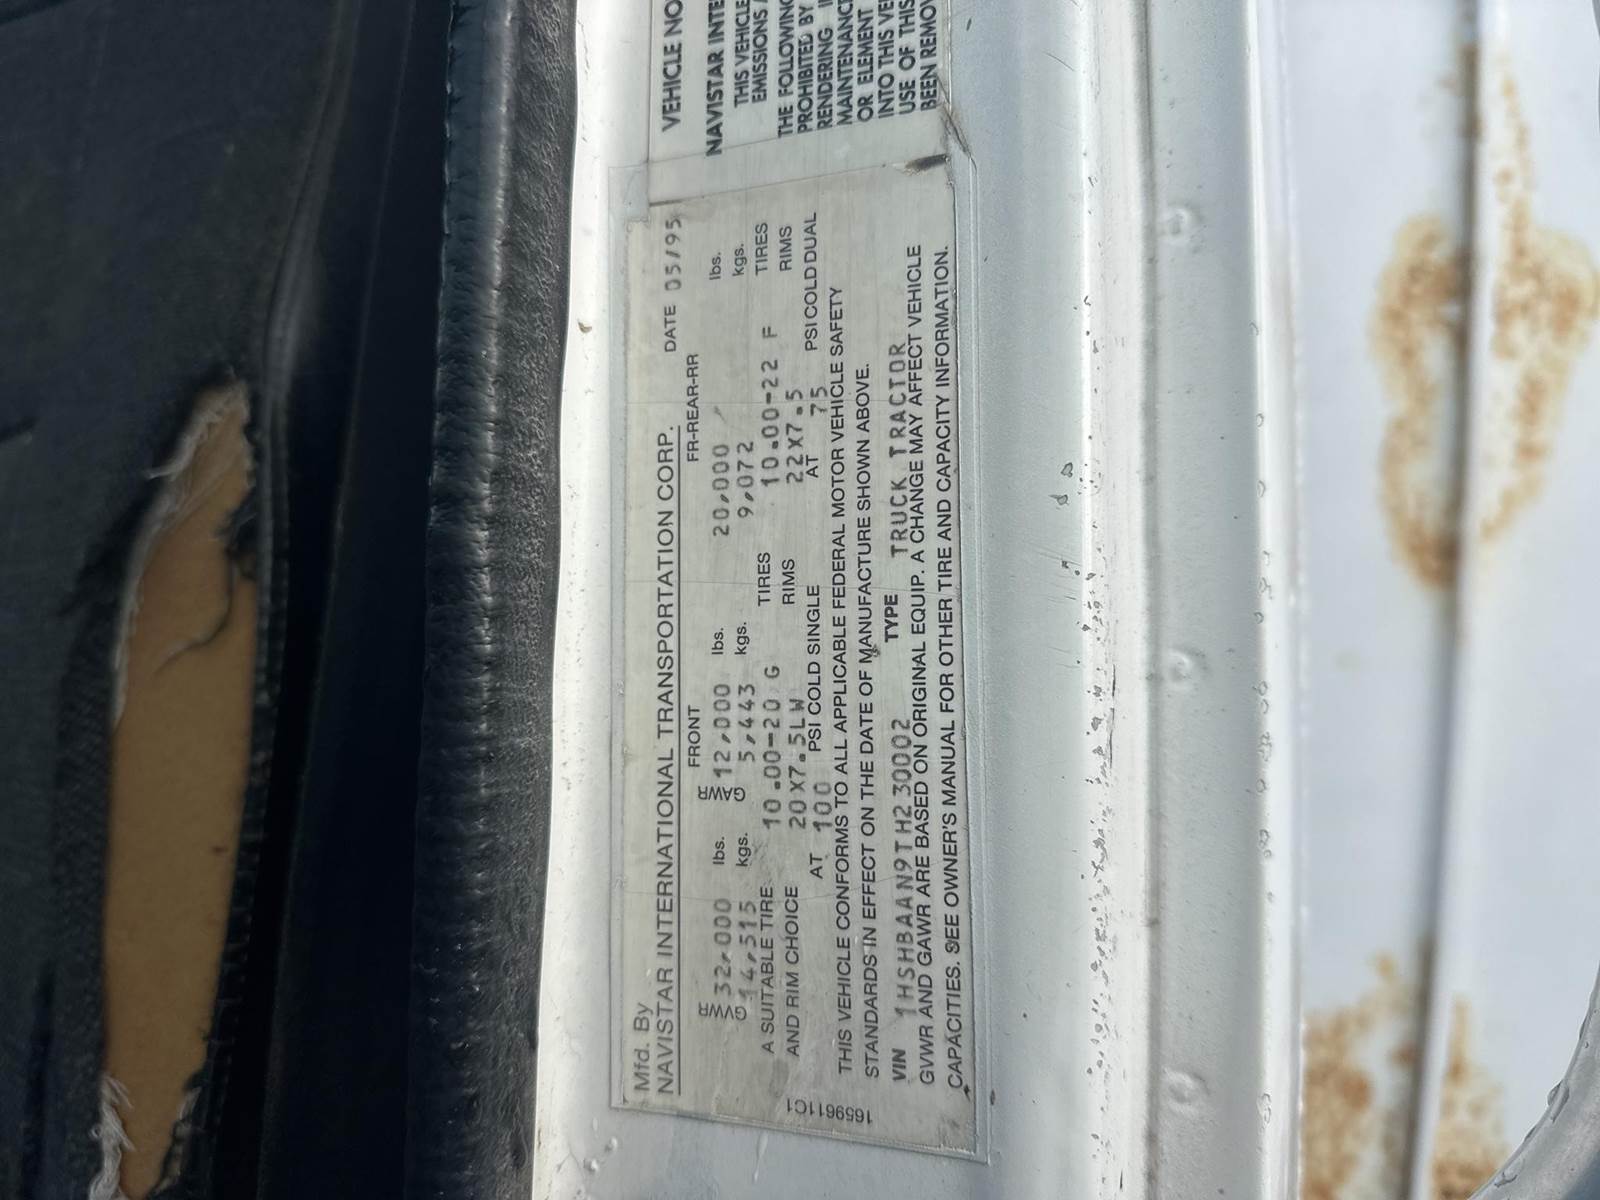 VEHICLE NO
NAVISTAR INTE
THIS VEHICLE
EMISSIONS
THE FOLLOWING
PROHIBITED BY
RENDERING
MAINTENANCE
OR ELEMENT
INTO THIS VE
USE OF THIS
BEEN REMOV
Mfd. By
NAVISTAR INTERNATIONAL TRANSPORTATION CORP. DATE 05/95
FRONT FR-REAR-RR
GVWR 32,000 lbs. GAWR 12,000 lbs. 20,000 lbs.
14,515 kgs. 5,443 kgs. 9,072 kgs.
A SUITABLE TIRE 10.00-20 G TIRES 10.00-22 F TIRES
AND RIM CHOICE 20X7.5LW RIMS 22X7.5 RIMS
AT 100 PSI COLD SINGLE AT 75 PSI COLD DUAL
THIS VEHICLE CONFORMS TO ALL APPLICABLE FEDERAL MOTOR VEHICLE SAFETY
STANDARDS IN EFFECT ON THE DATE OF MANUFACTURE SHOWN ABOVE.
VIN 1HSHBAAN9TH230002 TYPE TRUCK TRACTOR
GVWR AND GAWR ARE BASED ON ORIGINAL EQUIP. A CHANGE MAY AFFECT VEHICLE
CAPACITIES. SEE OWNER'S MANUAL FOR OTHER TIRE AND CAPACITY INFORMATION.
1659611C1